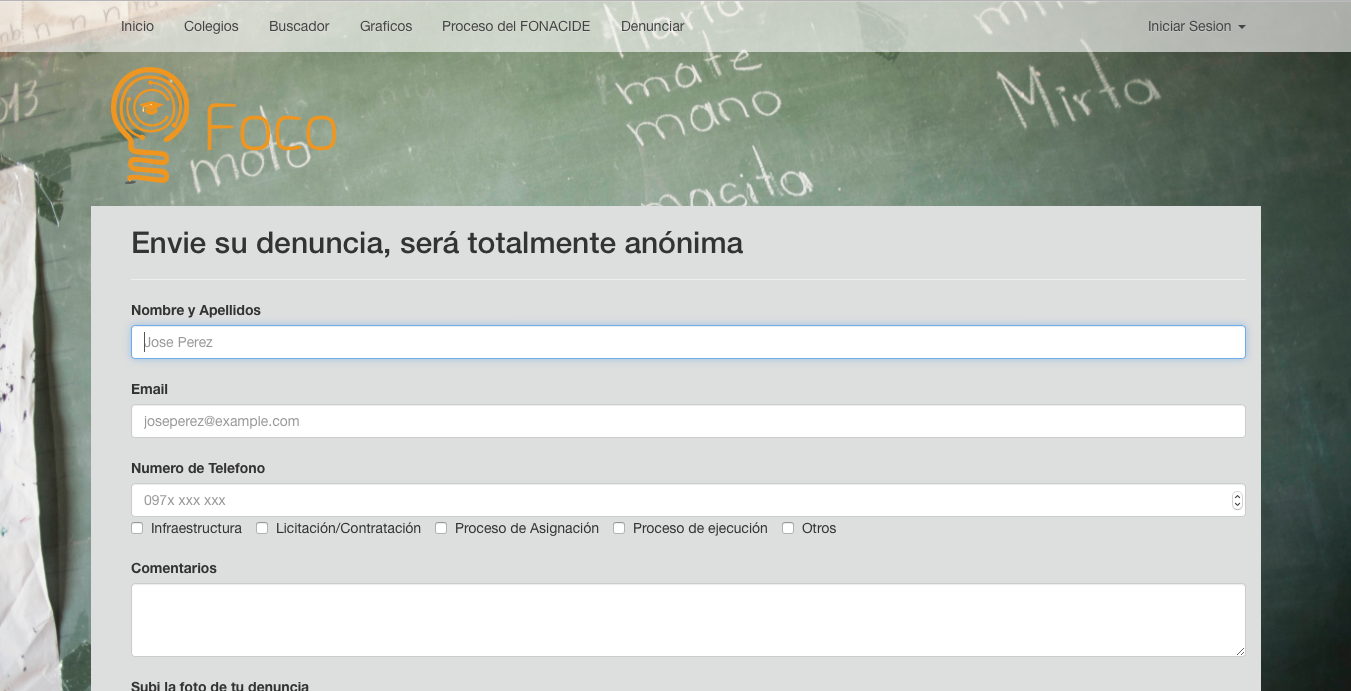 Inicio Colegios Buscador Graficos Proceso del FONACIDE Denunciar Iniciar Sesion
mate
mano
Mirta
013
Foco
moto
masita
Envie su denuncia, será totalmente anónima
Nombre y Apellidos
Jose Perez
Email
joseperez@example.com
Numero de Telefono
097x xxx xxx
Infraestructura Licitación/Contratación Proceso de Asignación Proceso de ejecución Otros
Comentarios
Subi la foto de tu denuncia